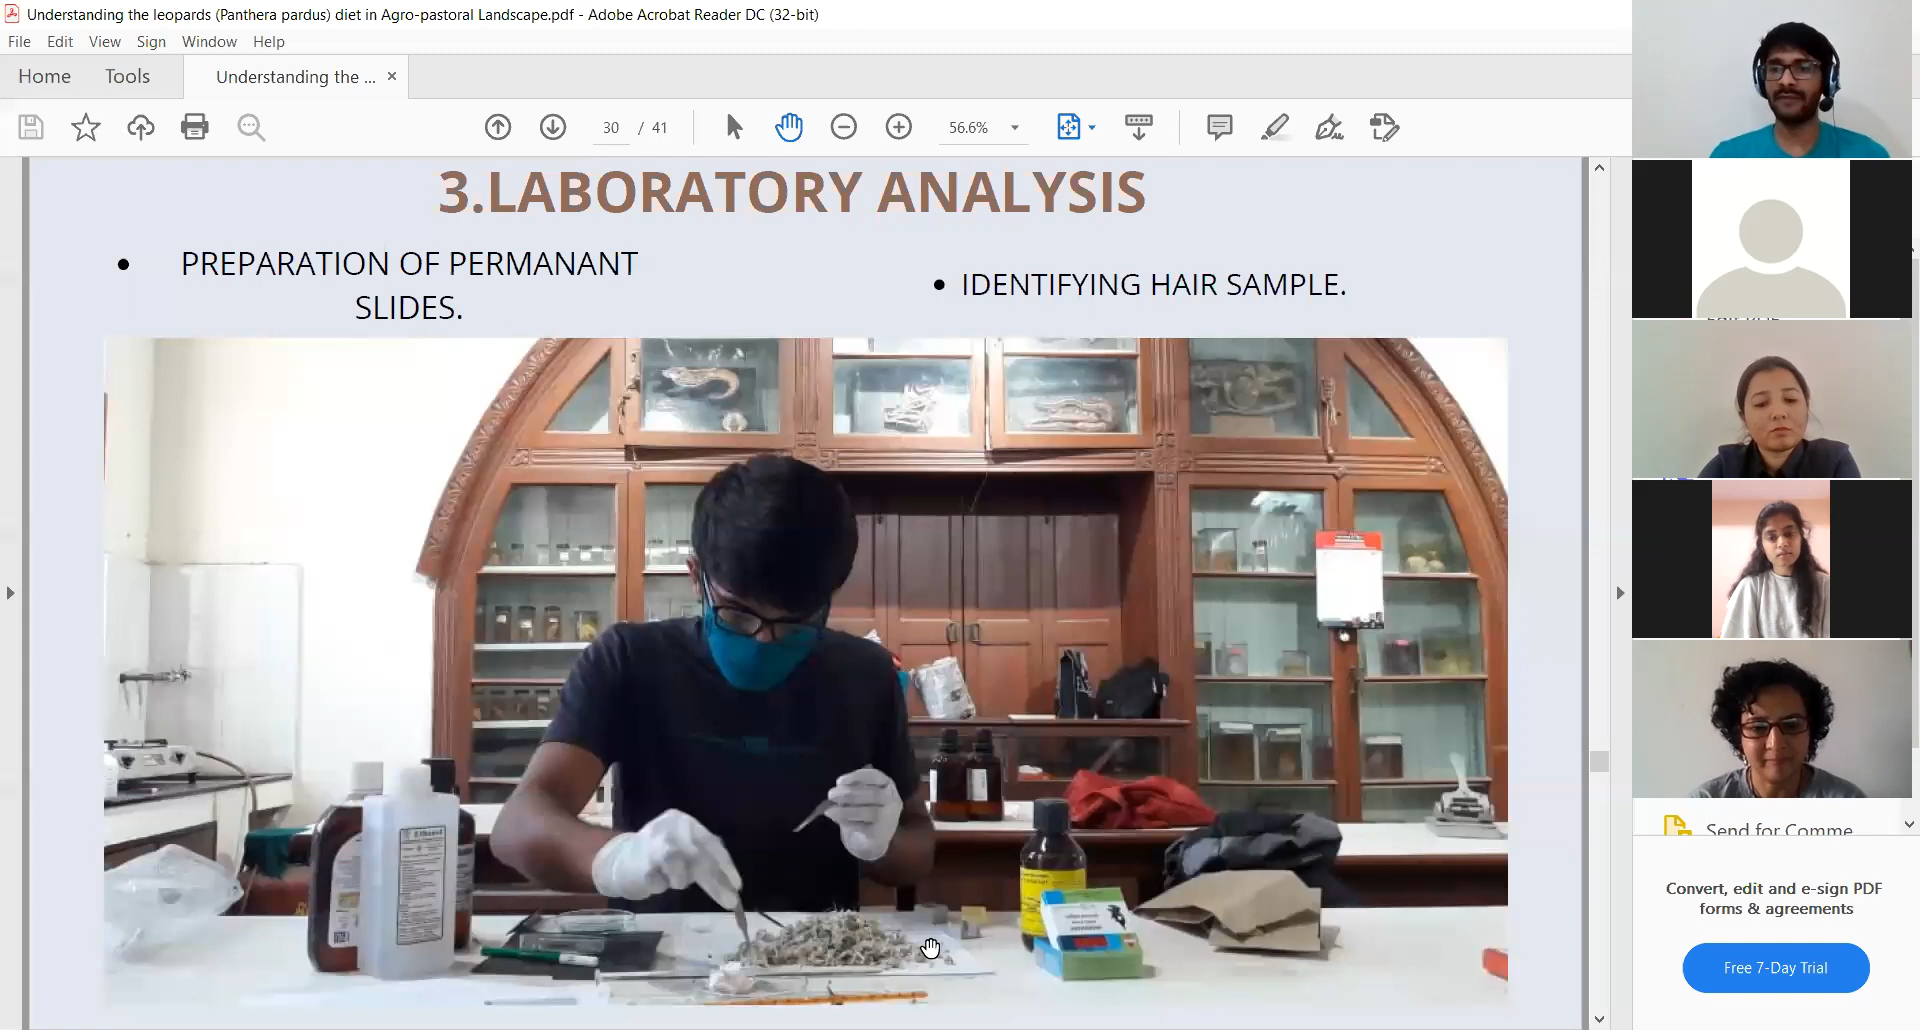 Understanding the leopards (Panthera pardus) diet in Agro-pastoral Landscape.pdf - Adobe Acrobat Reader DC (32-bit)
File Edit View Sign Window Help
Home Tools Understanding the ... ×
30 / 41 56.6%
3.LABORATORY ANALYSIS
• PREPARATION OF PERMANANT
SLIDES.
• IDENTIFYING HAIR SAMPLE.
Send for Comme
Convert, edit and e-sign PDF
forms & agreements
Free 7-Day Trial